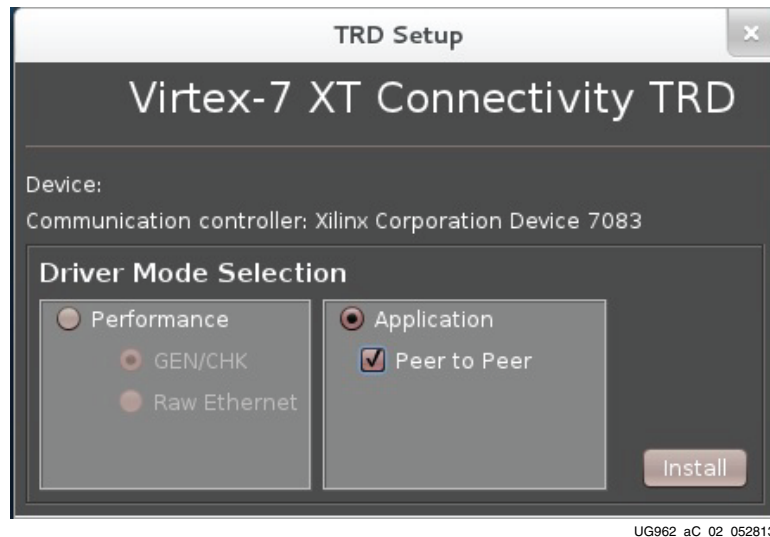 TRD Setup
Virtex-7 XT Connectivity TRD
Device:
Communication controller: Xilinx Corporation Device 7083
Driver Mode Selection
Performance
GEN/CHK
Raw Ethernet
Application
Peer to Peer
Install
UG962_aC_02_052813